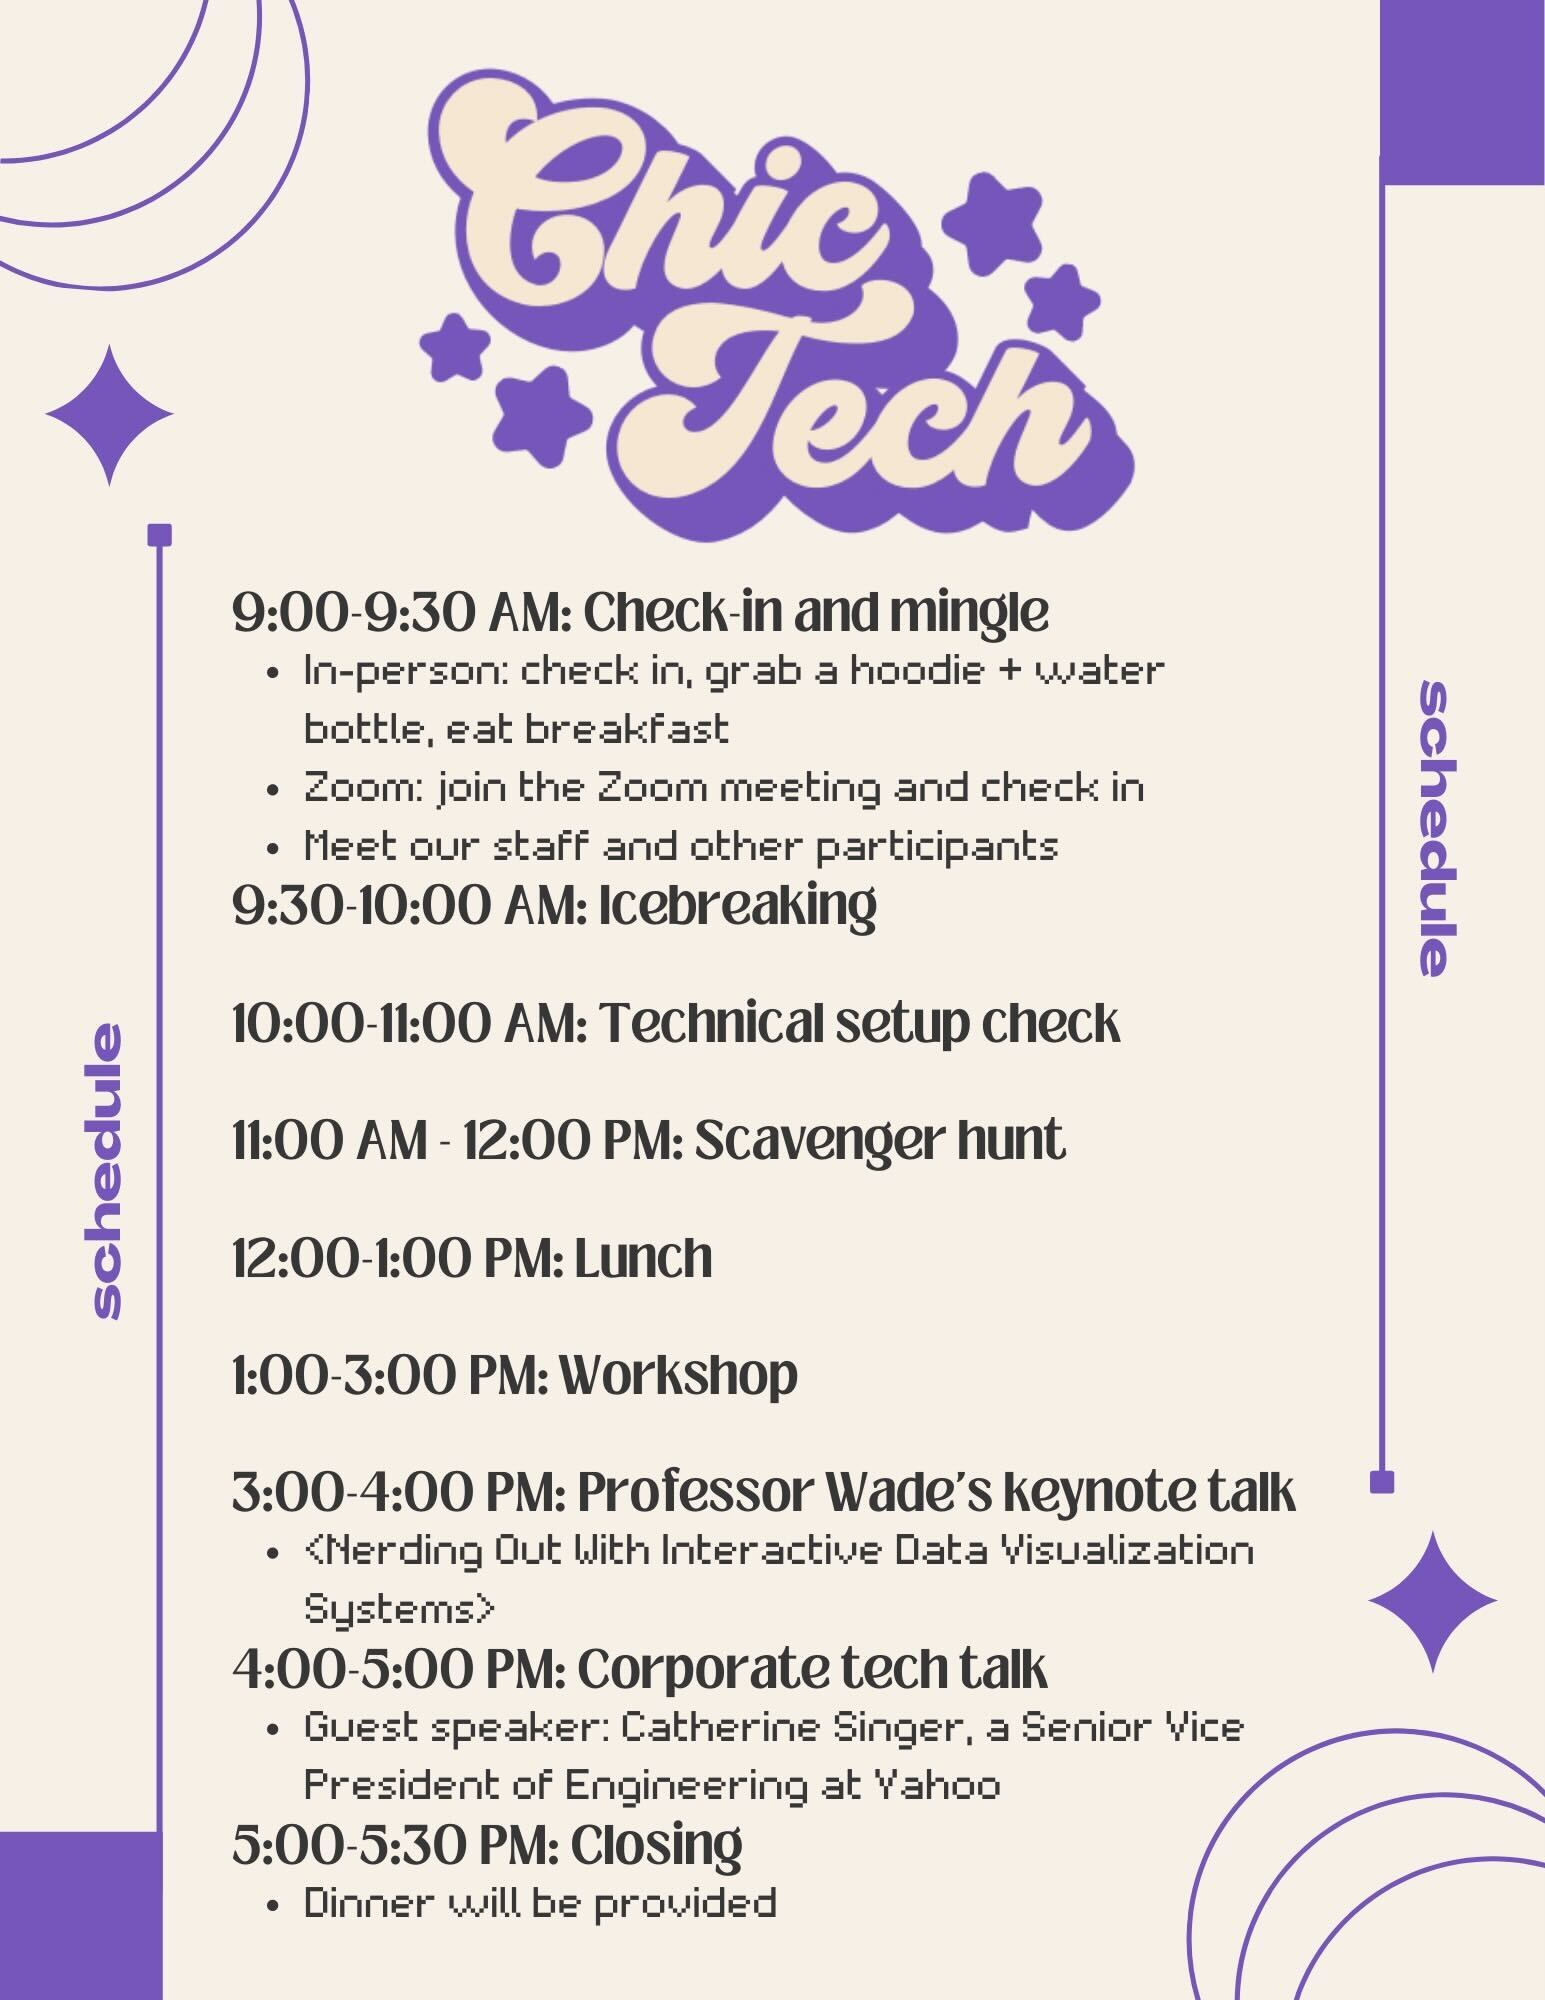 Chic
Tech
9:00-9:30 AM: Check-in and mingle
• In-person: check in, grab a hoodie + water
bottle, eat breakfast
• Zoom: join the Zoom meeting and check in
• Meet our staff and other participants
9:30-10:00 AM: Icebreaking
10:00-11:00 AM: Technical setup check
11:00 AM - 12:00 PM: Scavenger hunt
12:00-1:00 PM: Lunch
1:00-3:00 PM: Workshop
3:00-4:00 PM: Professor Wade's keynote talk
• <Nerding Out With Interactive Data Visualization
Systems>
4:00-5:00 PM: Corporate tech talk
• Guest speaker: Catherine Singer, a Senior Vice
President of Engineering at Yahoo
5:00-5:30 PM: Closing
• Dinner will be provided
schedule
schedule